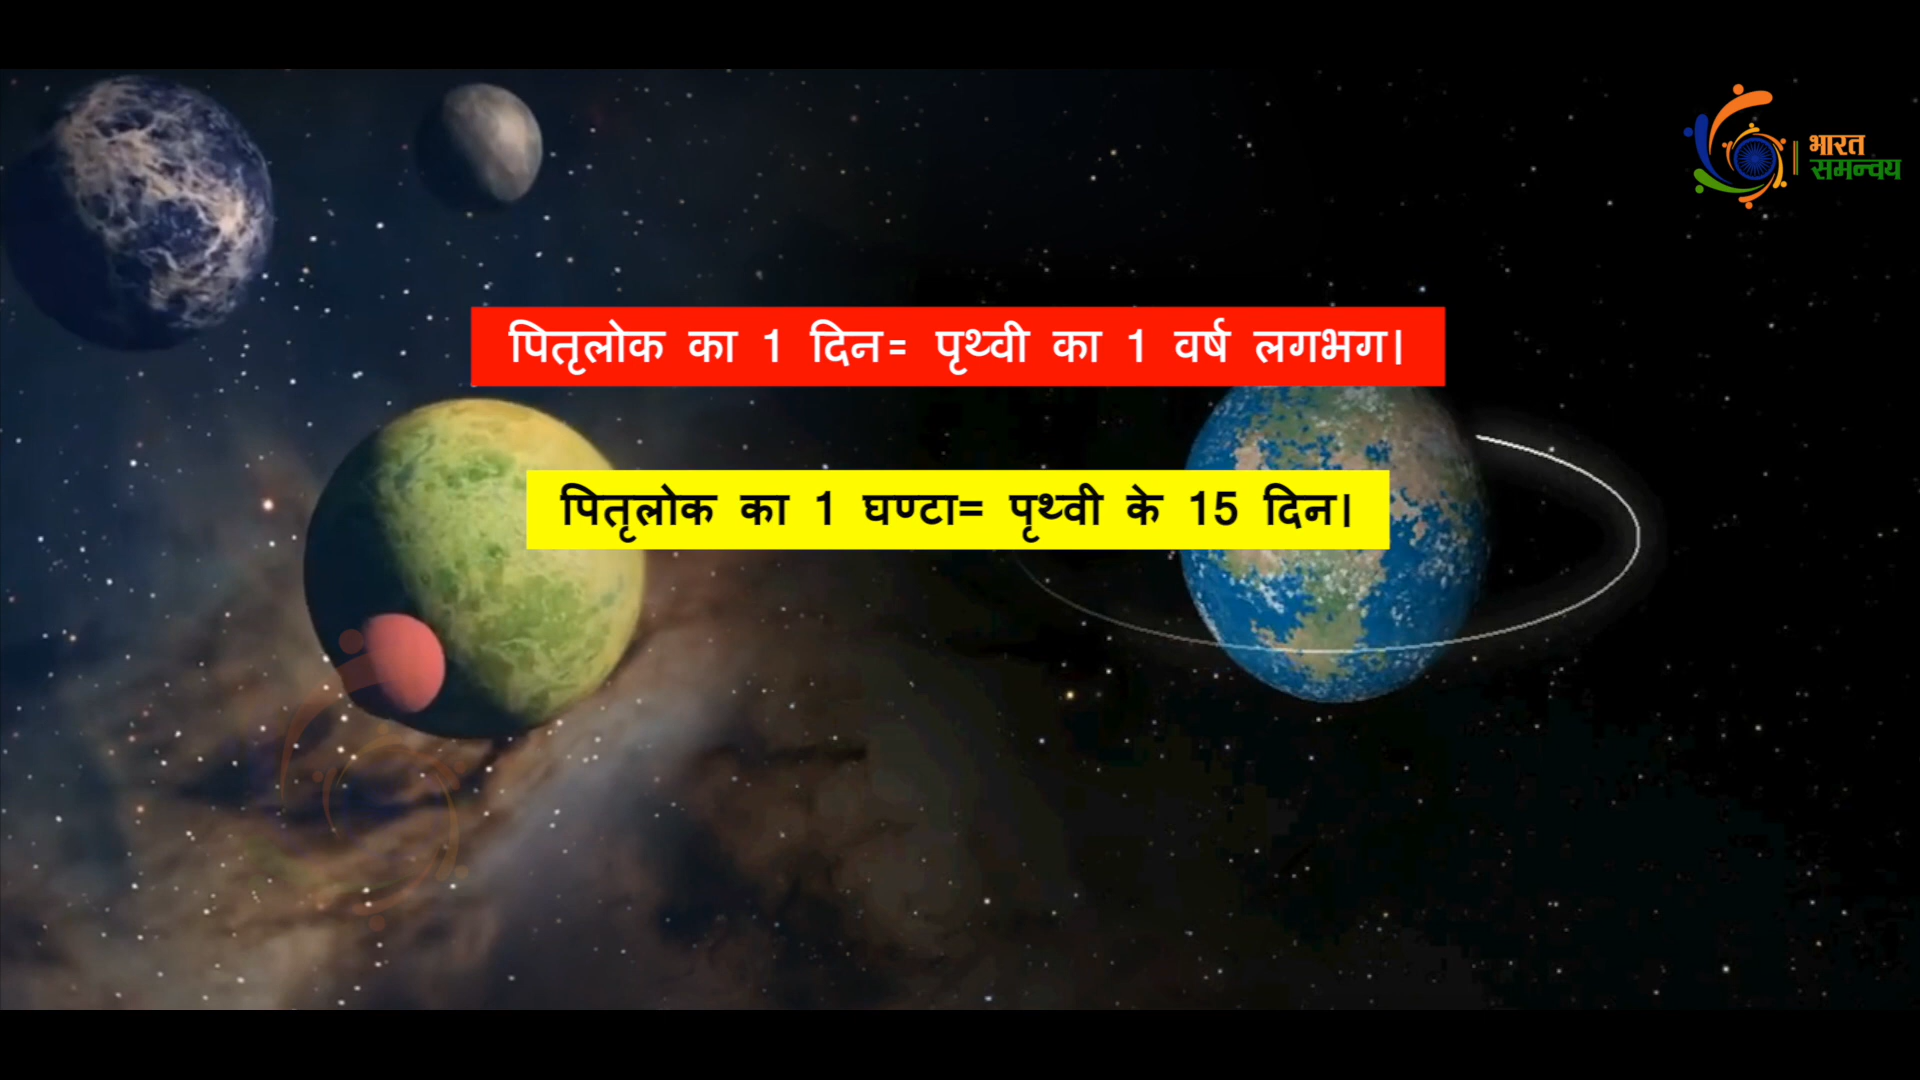 भारत
समन्वय
पितृलोक का 1 दिन= पृथ्वी का 1 वर्ष लगभग।
पितृलोक का 1 घण्टा= पृथ्वी के 15 दिन।